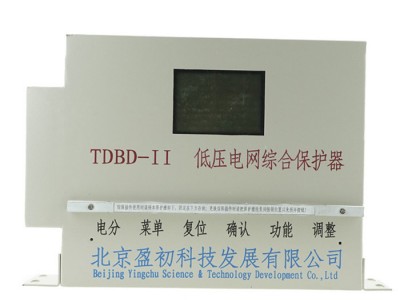 TDBD-II 低压电网综合保护器
电分 菜单 复位 确认 功能 调整
北京盈初科技发展有限公司
Beijing Yingchu Science & Technology Development Co.,Ltd